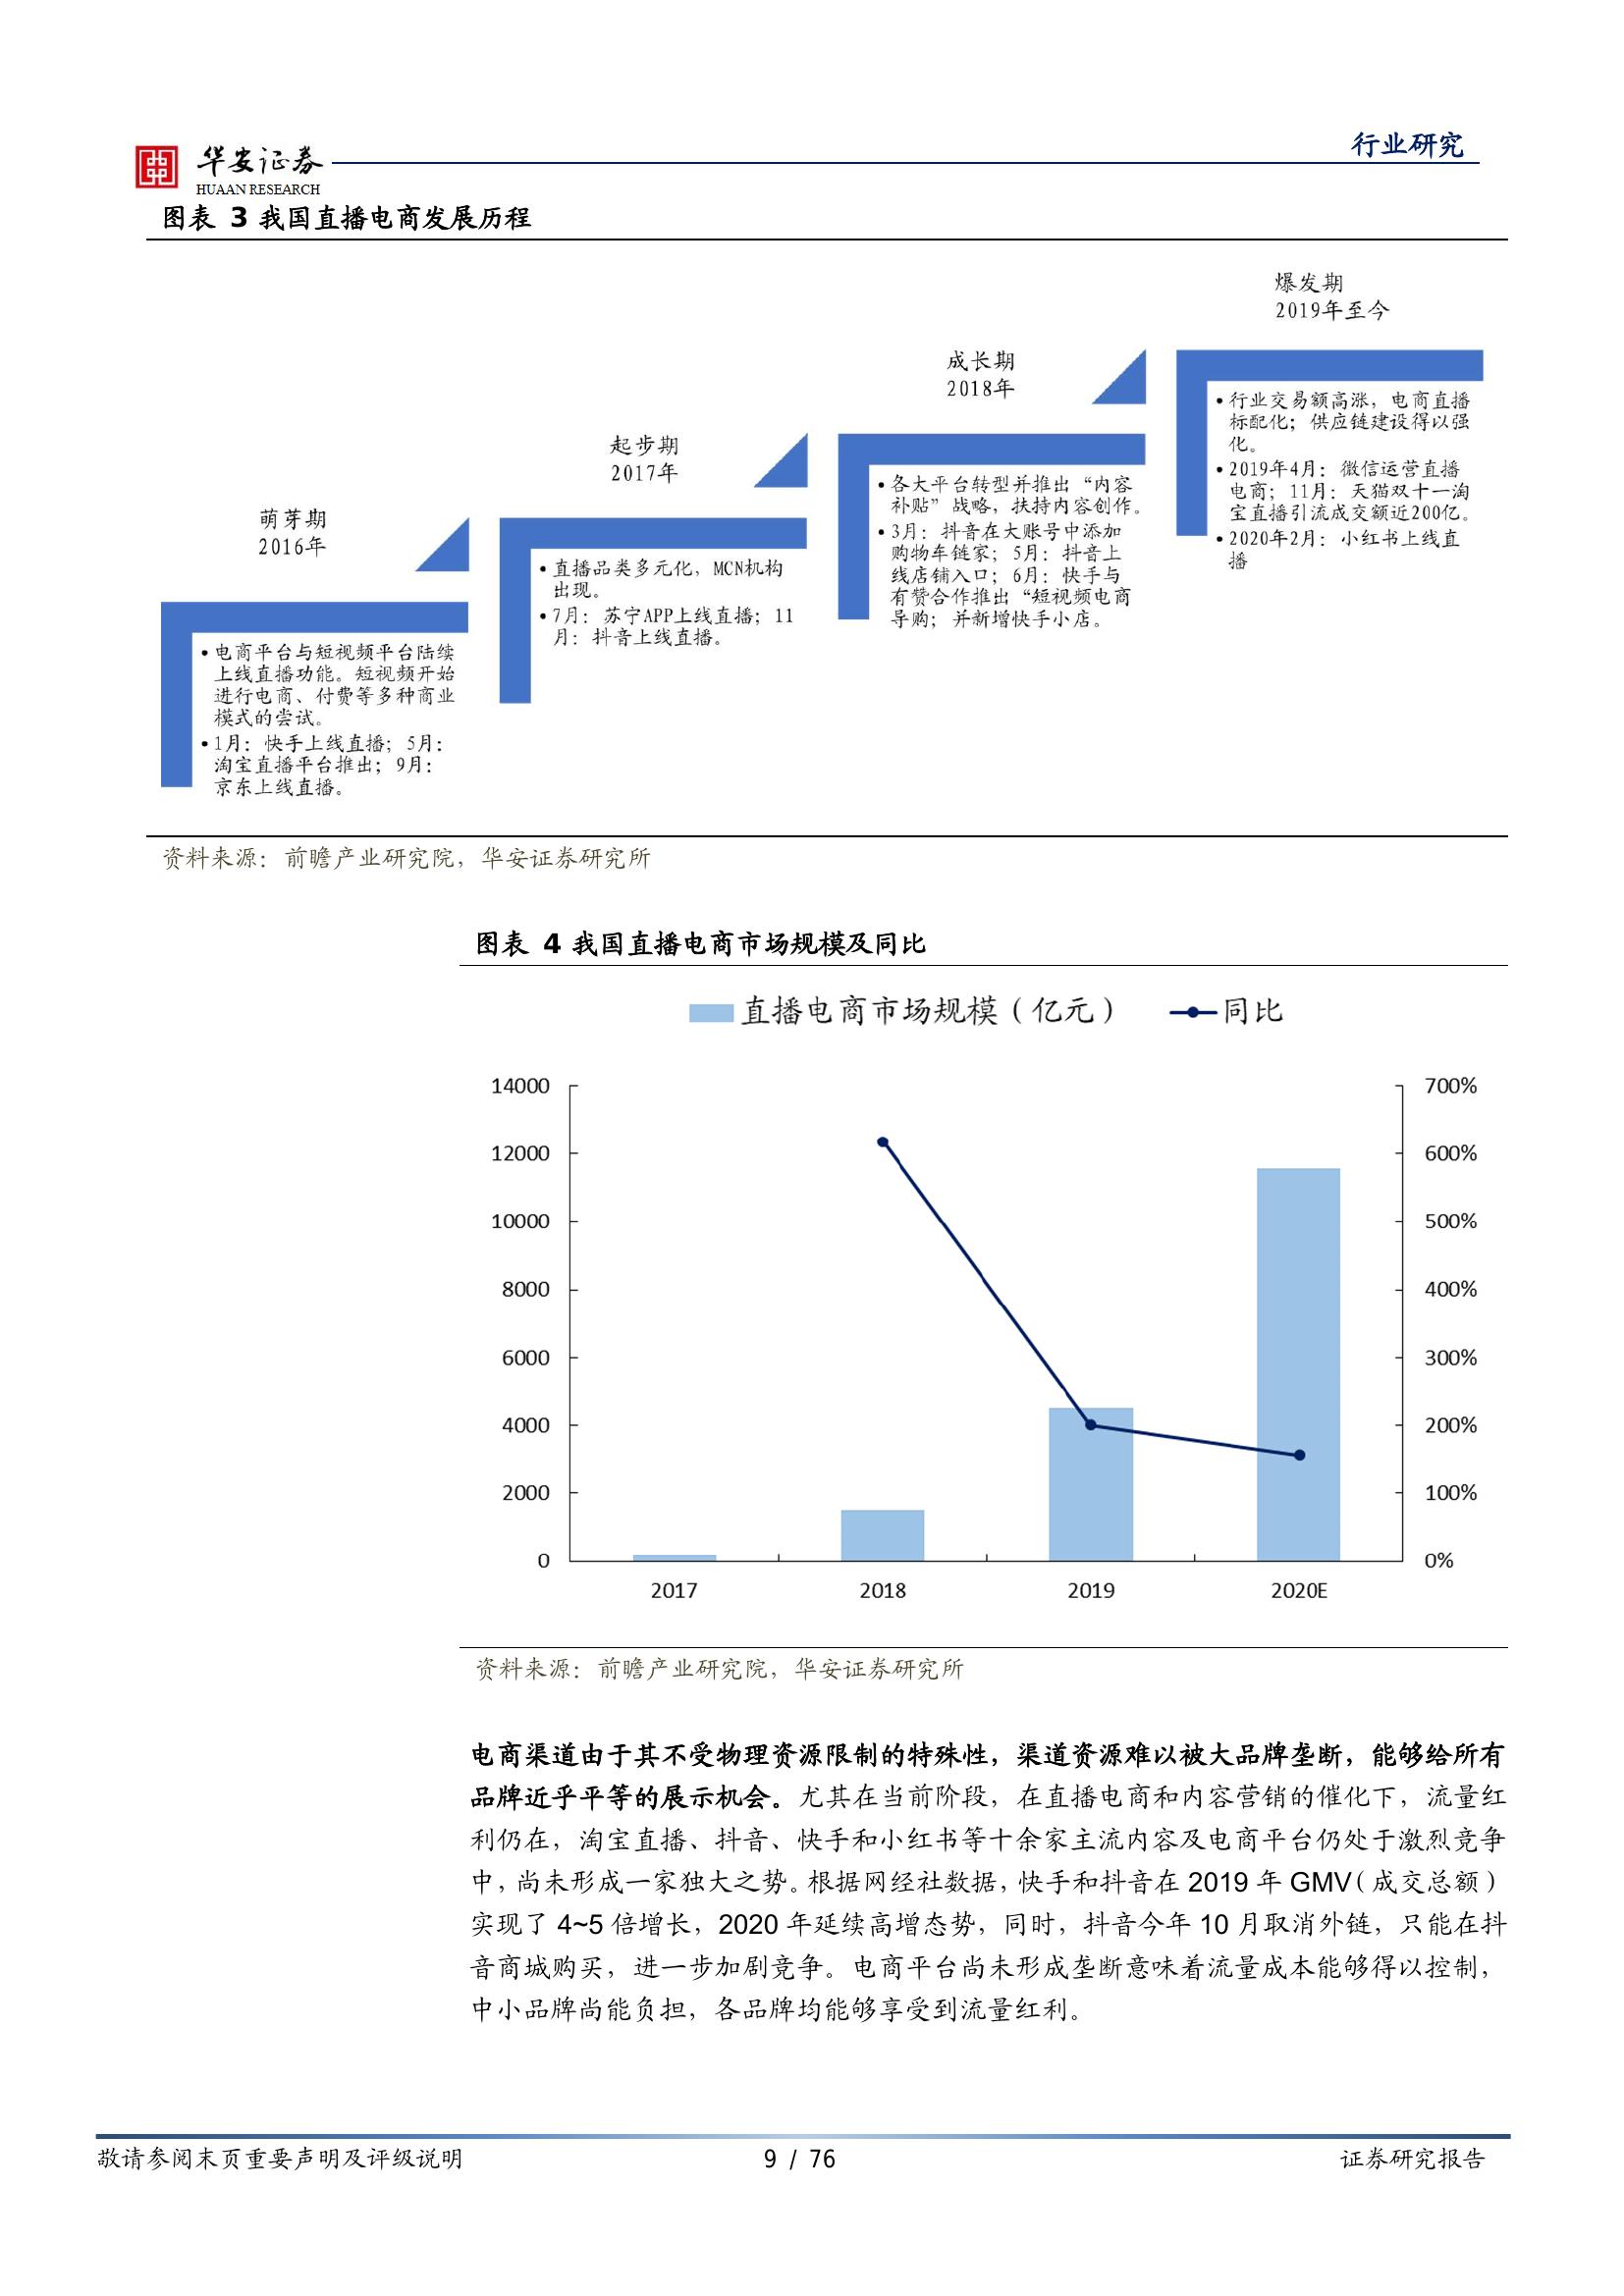 行业研究
华安证券
HUAAN RESEARCH
图表 3 我国直播电商发展历程
萌芽期
2016年
•电商平台与短视频平台陆续
上线直播功能。短视频开始
进行电商、付费等多种商业
模式的尝试。
•1月：快手上线直播；5月：
淘宝直播平台推出；9月：
京东上线直播。
起步期
2017年
•直播品类多元化，MCN机构
出现。
•7月：苏宁APP上线直播；11
月：抖音上线直播。
成长期
2018年
•各大平台转型并推出“内容
补贴”战略，扶持内容创作。
•3月：抖音在大账号中添加
购物车链家；5月：抖音上
线店铺入口；6月：快手与
有赞合作推出“短视频电商
导购；并新增快手小店。
爆发期
2019年至今
•行业交易额高涨，电商直播
标配化；供应链建设得以强
化。
•2019年4月：微信运营直播
电商；11月：天猫双十一淘
宝直播引流成交额近200亿。
•2020年2月：小红书上线直
播
资料来源：前瞻产业研究院，华安证券研究所
图表 4 我国直播电商市场规模及同比
直播电商市场规模（亿元） 同比
14000 700%
12000 600%
10000 500%
8000 400%
6000 300%
4000 200%
2000 100%
0 0%
2017 2018 2019 2020E
资料来源：前瞻产业研究院，华安证券研究所
电商渠道由于其不受物理资源限制的特殊性，渠道资源难以被大品牌垄断，能够给所有
品牌近乎平等的展示机会。尤其在当前阶段，在直播电商和内容营销的催化下，流量红
利仍在，淘宝直播、抖音、快手和小红书等十余家主流内容及电商平台仍处于激烈竞争
中，尚未形成一家独大之势。根据网经社数据，快手和抖音在 2019 年 GMV（成交总额）
实现了 4~5 倍增长，2020 年延续高增态势，同时，抖音今年 10 月取消外链，只能在抖
音商城购买，进一步加剧竞争。电商平台尚未形成垄断意味着流量成本能够得以控制，
中小品牌尚能负担，各品牌均能够享受到流量红利。
敬请参阅末页重要声明及评级说明 9 / 76 证券研究报告